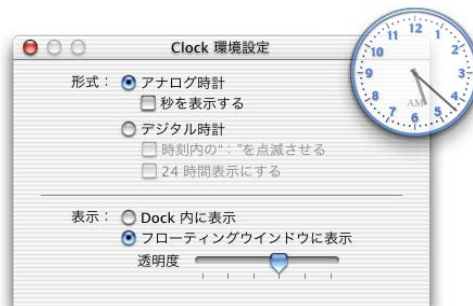 Clock 環境設定
形式：
アナログ時計
秒を表示する
デジタル時計
時刻内の“：”を点滅させる
24 時間表示にする
表示：
Dock 内に表示
フローティングウインドウに表示
透明度
12
1
2
3
4
5
6
7
8
9
10
11
AM